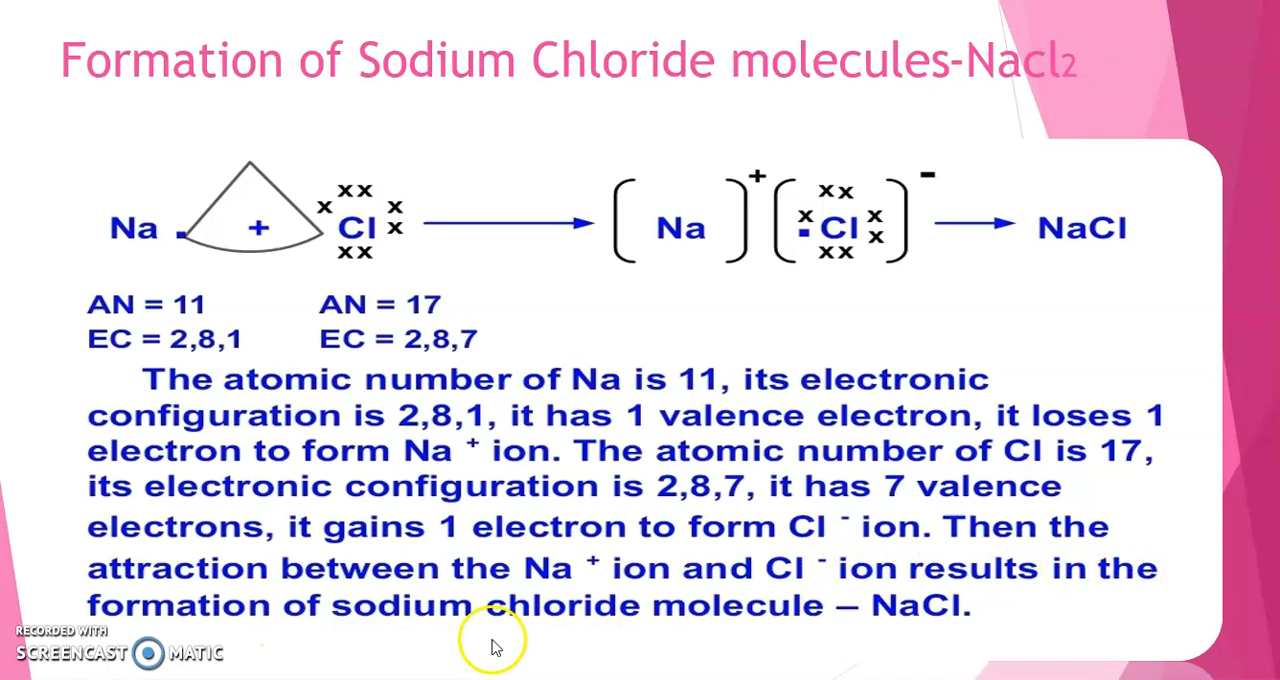 Formation of Sodium Chloride molecules-Nacl₂
Na . + xx x Cl x x xx → ( Na )⁺ ( xx x . Cl x x xx )⁻ → NaCl
AN = 11 AN = 17
EC = 2,8,1 EC = 2,8,7
The atomic number of Na is 11, its electronic
configuration is 2,8,1, it has 1 valence electron, it loses 1
electron to form Na ⁺ ion. The atomic number of Cl is 17,
its electronic configuration is 2,8,7, it has 7 valence
electrons, it gains 1 electron to form Cl ⁻ ion. Then the
attraction between the Na ⁺ ion and Cl ⁻ ion results in the
formation of sodium chloride molecule – NaCl.
RECORDED WITH
SCREENCAST MATIC